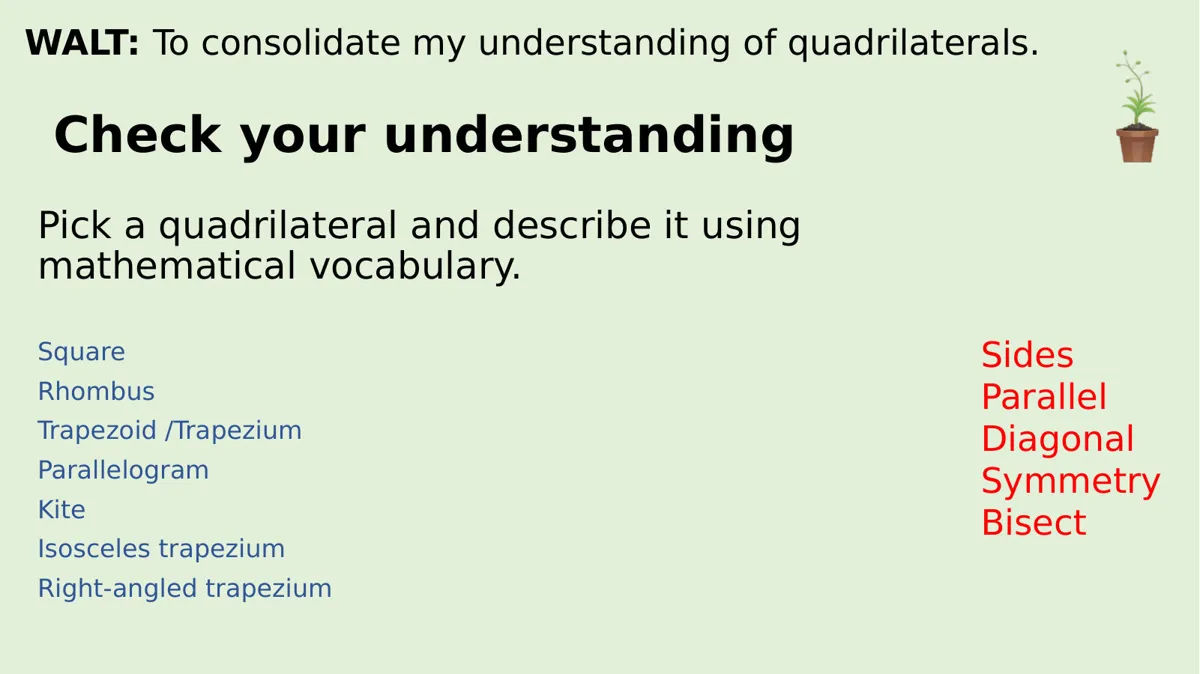 WALT: To consolidate my understanding of quadrilaterals.
Check your understanding
Pick a quadrilateral and describe it using
mathematical vocabulary.
Square
Rhombus
Trapezoid /Trapezium
Parallelogram
Kite
Isosceles trapezium
Right-angled trapezium
Sides
Parallel
Diagonal
Symmetry
Bisect